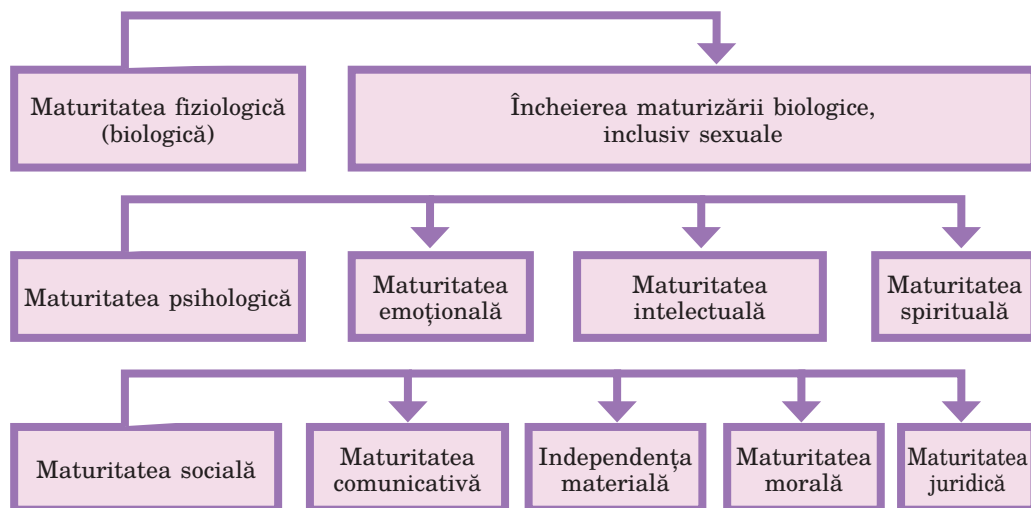 Maturitatea fiziologică
(biologică)
Încheierea maturizării biologice,
inclusiv sexuale
Maturitatea psihologică
Maturitatea
emoțională
Maturitatea
intelectuală
Maturitatea
spirituală
Maturitatea socială
Maturitatea
comunicativă
Independența
materială
Maturitatea
morală
Maturitatea
juridică